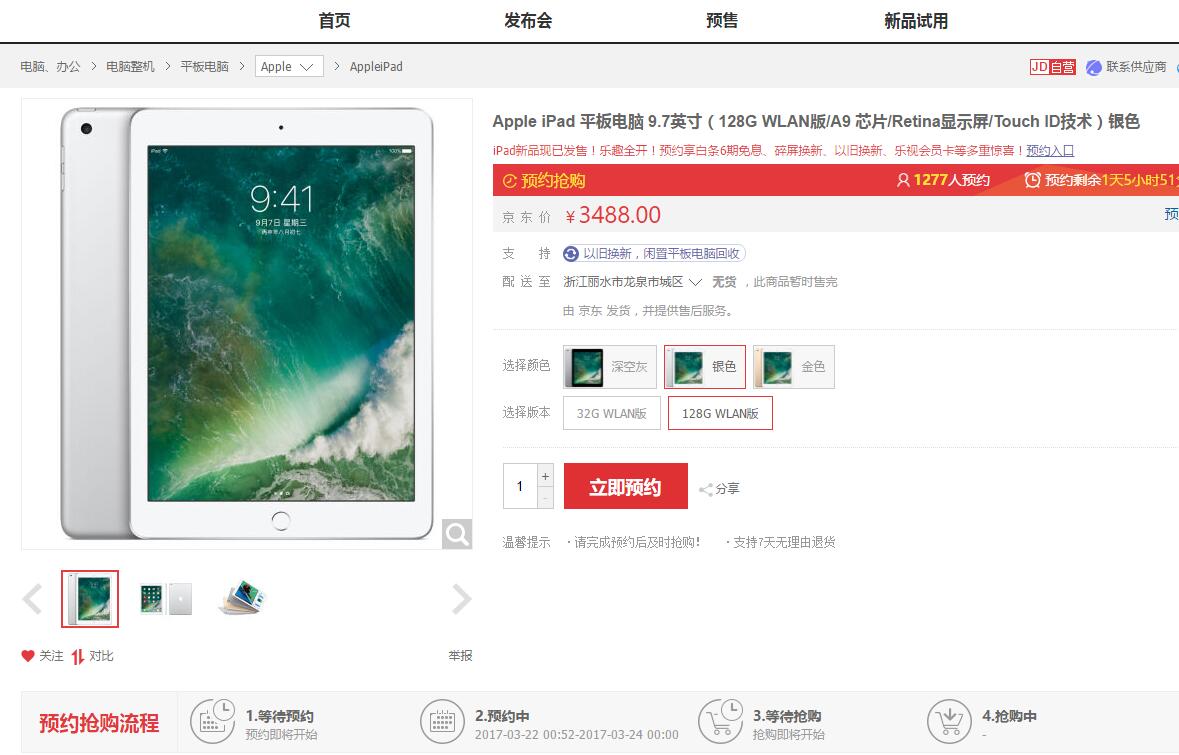 首页 发布会 预售 新品试用
电脑、办公 > 电脑整机 > 平板电脑 > Apple > AppleiPad JD自营 联系供应商
Apple iPad 平板电脑 9.7英寸（128G WLAN版/A9 芯片/Retina显示屏/Touch ID技术）银色
iPad新品现已发售！乐趣全开！预约享白条6期免息、碎屏换新、以旧换新、乐视会员卡等多重惊喜！预约入口
预约抢购 1277人预约 预约剩余1天5小时51
京东价 ￥3488.00 预
支持 以旧换新，闲置平板电脑回收
配送至 浙江丽水市龙泉市城区 无货 ，此商品暂时售完
由 京东 发货，并提供售后服务。
选择颜色 深空灰 银色 金色
选择版本 32G WLAN版 128G WLAN版
1 + - 立即预约 分享
温馨提示 ·请完成预约后及时抢购！ ·支持7天无理由退货
iPad 100%
9:41
9月7日 星期三
关注 对比 举报
预约抢购流程
1.等待预约
预约即将开始
2.预约中
2017-03-22 00:52-2017-03-24 00:00
3.等待抢购
抢购即将开始
4.抢购中
-